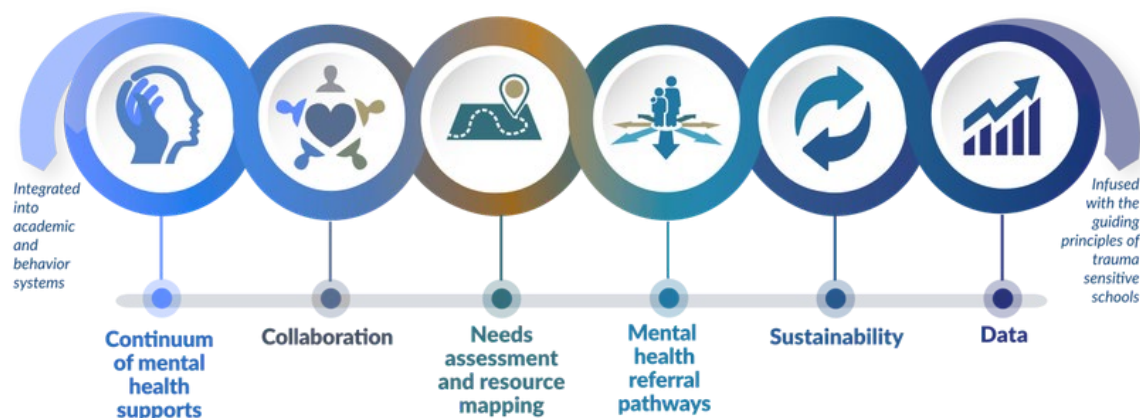 Integrated
into
academic
and
behavior
systems
Infused
with the
guiding
principles of
trauma
sensitive
schools
Continuum
of mental
health
supports
Collaboration
Needs
assessment
and resource
mapping
Mental
health
referral
pathways
Sustainability
Data